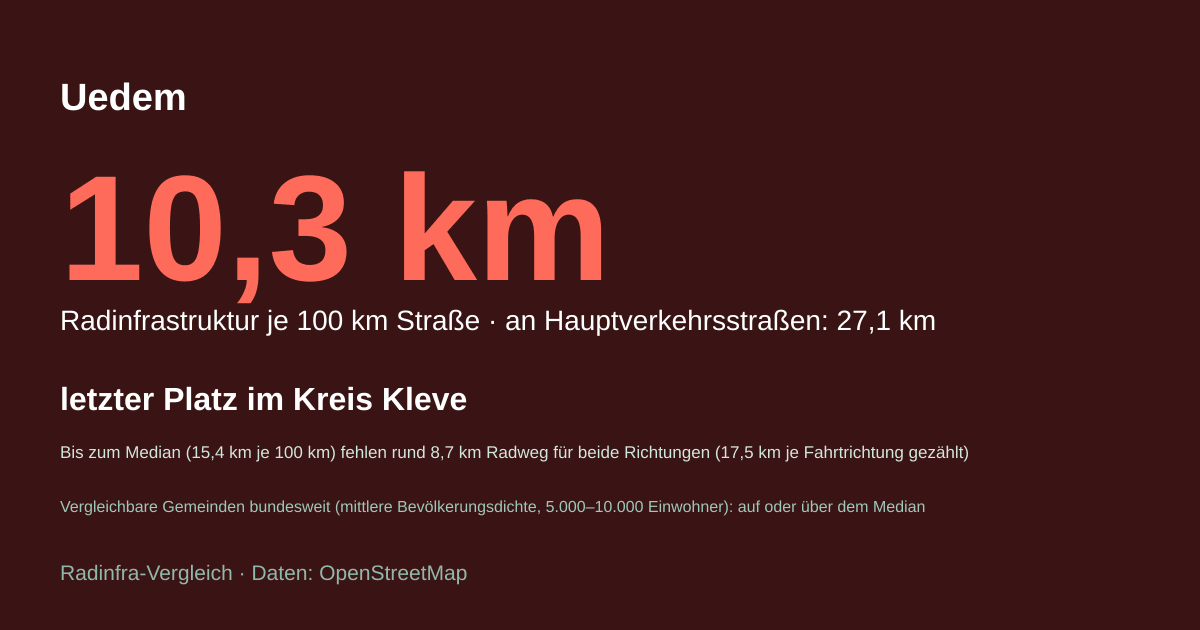 Uedem
10,3 km
Radinfrastruktur je 100 km Straße · an Hauptverkehrsstraßen: 27,1 km
letzter Platz im Kreis Kleve
Bis zum Median (15,4 km je 100 km) fehlen rund 8,7 km Radweg für beide Richtungen (17,5 km je Fahrtrichtung gezählt)
Vergleichbare Gemeinden bundesweit (mittlere Bevölkerungsdichte, 5.000–10.000 Einwohner): auf oder über dem Median
Radinfra-Vergleich · Daten: OpenStreetMap